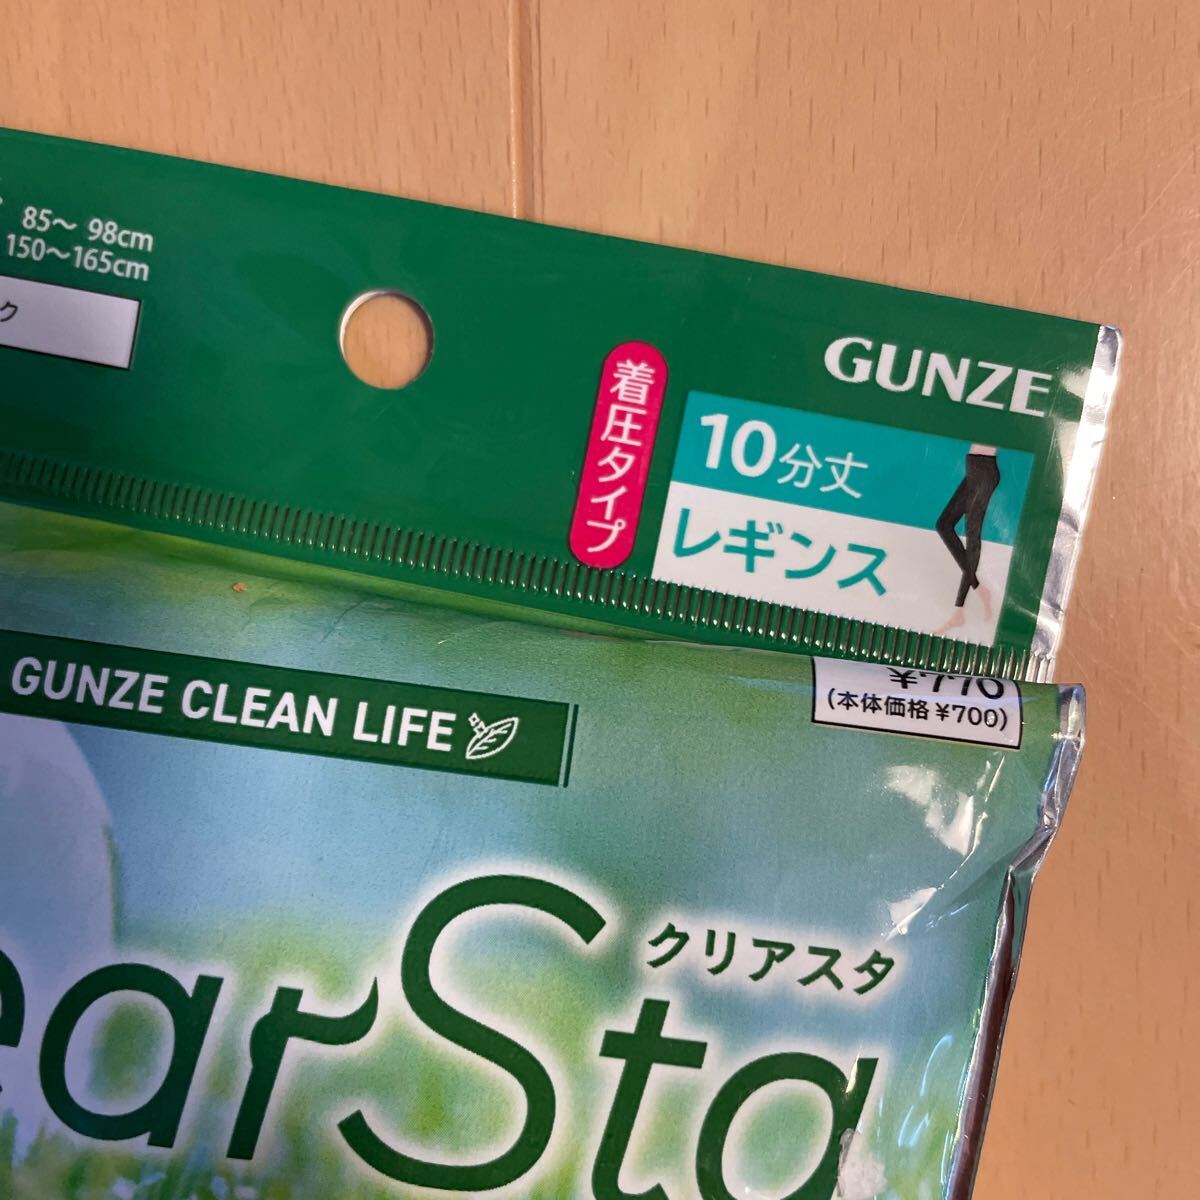 85〜 98cm
150〜165cm
ク
GUNZE
着圧タイプ
10分丈
レギンス
(本体価格 ¥700)
GUNZE CLEAN LIFE
クリアスタ
earSta